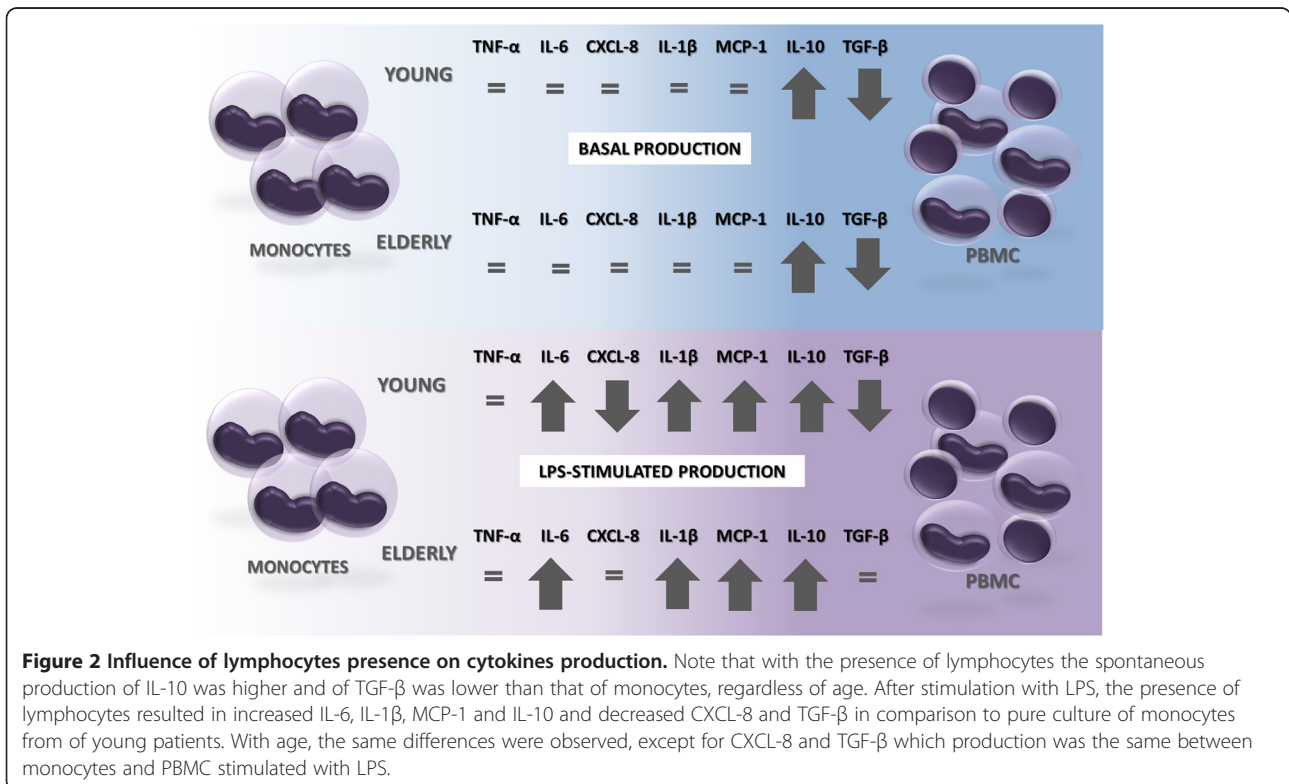 TNF-α IL-6 CXCL-8 IL-1β MCP-1 IL-10 TGF-β
YOUNG
= = = = =
BASAL PRODUCTION
TNF-α IL-6 CXCL-8 IL-1β MCP-1 IL-10 TGF-β
ELDERLY
MONOCYTES
PBMC
= = = = =
TNF-α IL-6 CXCL-8 IL-1β MCP-1 IL-10 TGF-β
YOUNG
=
LPS-STIMULATED PRODUCTION
TNF-α IL-6 CXCL-8 IL-1β MCP-1 IL-10 TGF-β
ELDERLY
MONOCYTES
PBMC
= = =
Figure 2 Influence of lymphocytes presence on cytokines production. Note that with the presence of lymphocytes the spontaneous
production of IL-10 was higher and of TGF-β was lower than that of monocytes, regardless of age. After stimulation with LPS, the presence of
lymphocytes resulted in increased IL-6, IL-1β, MCP-1 and IL-10 and decreased CXCL-8 and TGF-β in comparison to pure culture of monocytes
from of young patients. With age, the same differences were observed, except for CXCL-8 and TGF-β which production was the same between
monocytes and PBMC stimulated with LPS.